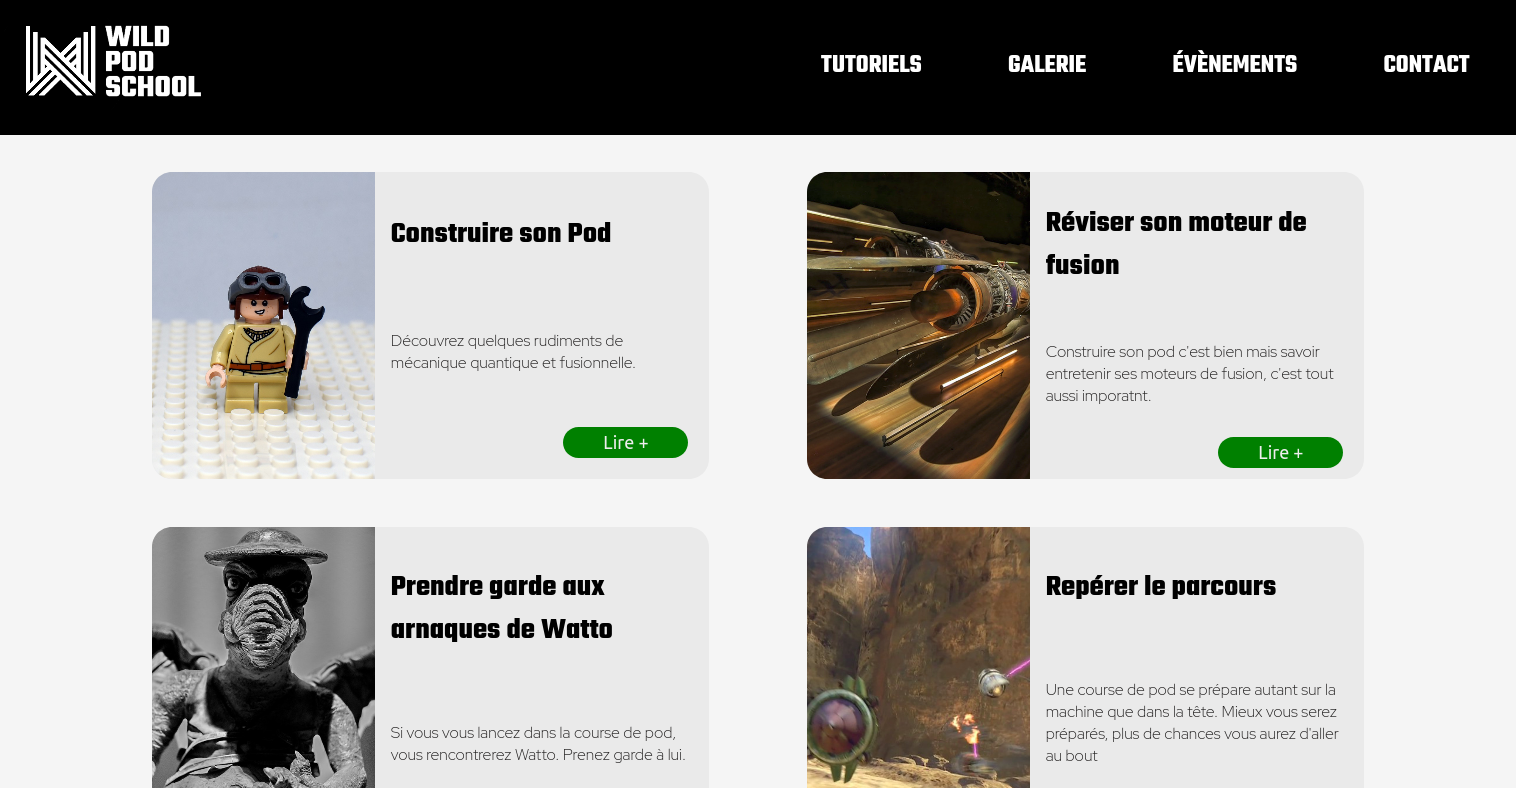 WILD
POD
SCHOOL
TUTORIELS
GALERIE
ÉVÈNEMENTS
CONTACT
Construire son Pod
Découvrez quelques rudiments de
mécanique quantique et fusionnelle.
Lire +
Réviser son moteur de
fusion
Construire son pod c'est bien mais savoir
entretenir ses moteurs de fusion, c'est tout
aussi imporatnt.
Lire +
Prendre garde aux
arnaques de Watto
Si vous vous lancez dans la course de pod,
vous rencontrerez Watto. Prenez garde à lui.
Repérer le parcours
Une course de pod se prépare autant sur la
machine que dans la tête. Mieux vous serez
préparés, plus de chances vous aurez d'aller
au bout